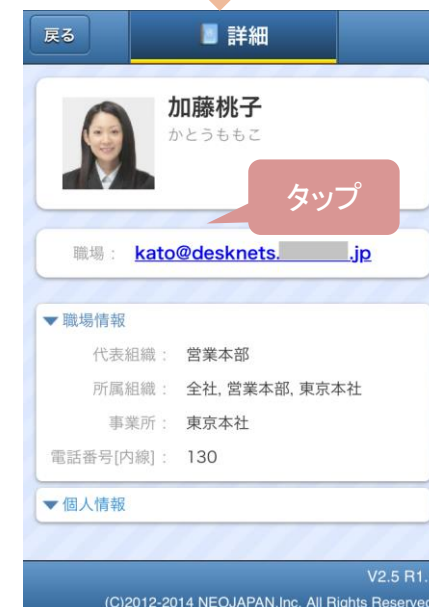 戻る
詳細
加藤桃子
かとうももこ
タップ
職場： kato@desknets. .jp
▼職場情報
代表組織： 営業本部
所属組織： 全社, 営業本部, 東京本社
事業所： 東京本社
電話番号[内線]： 130
▼個人情報
V2.5 R1.
(C)2012-2014 NEOJAPAN,Inc. All Rights Reserved